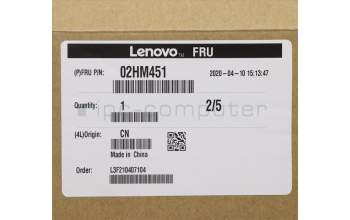 Lenovo™ FRU
(P)FRU P/N: 02HM451
2020-04-10 15:13:47
Quantity: 1
2/5
(4L)Origin: CN
Made in China
Order: L3F210407104
ipc-computer